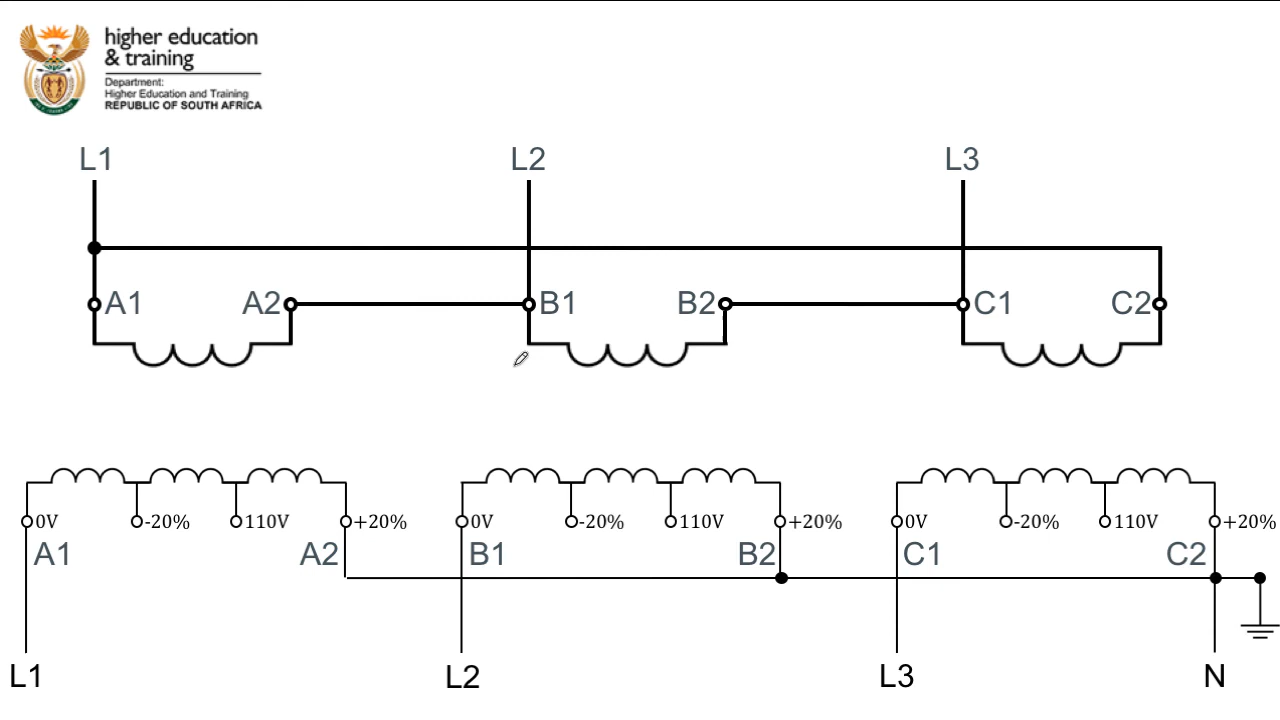 higher education
& training
Department:
Higher Education and Training
REPUBLIC OF SOUTH AFRICA
L1 L2 L3
A1 A2 B1 B2 C1 C2
0V -20% 110V +20% 0V -20% 110V +20% 0V -20% 110V +20%
A1 A2 B1 B2 C1 C2
L1 L2 L3 N